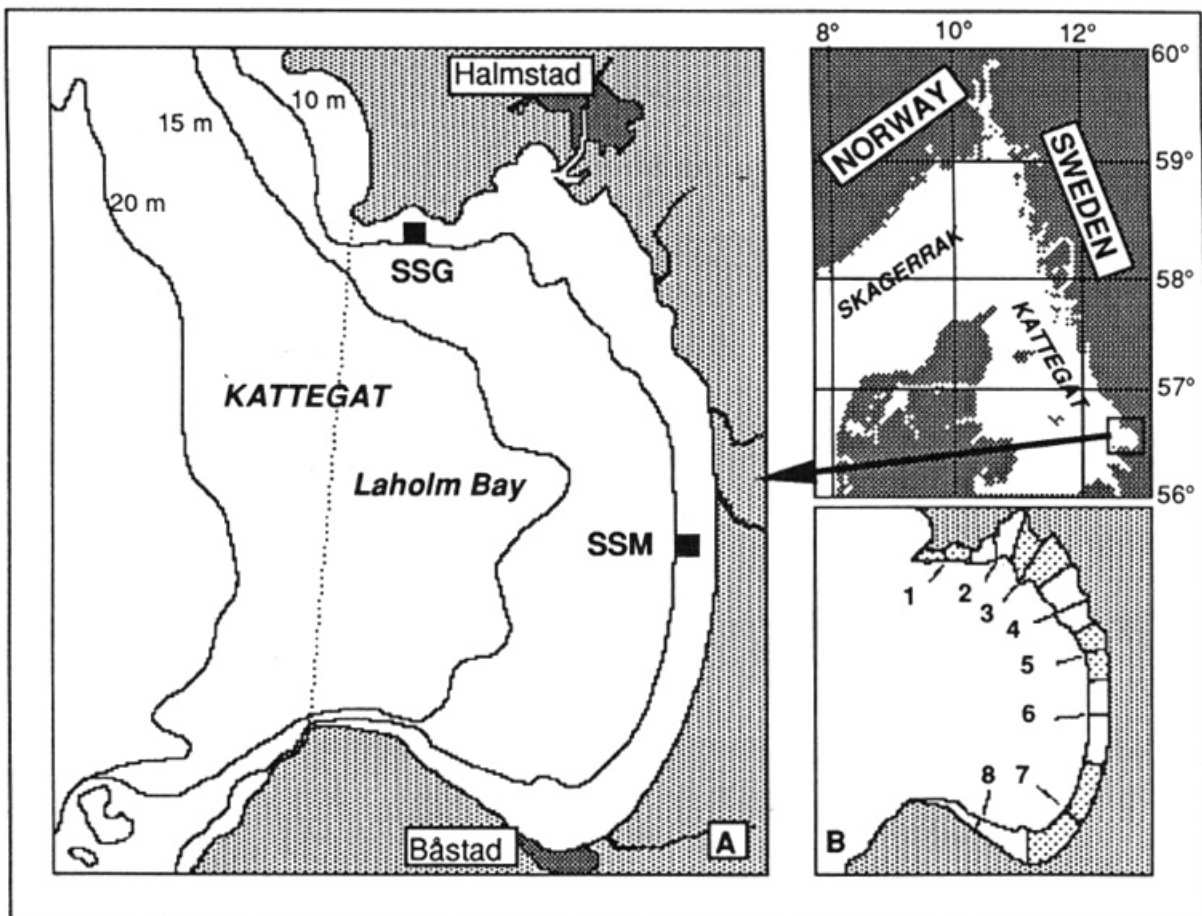 Halmstad
10 m
15 m
20 m
SSG
KATTEGAT
Laholm Bay
SSM
Båstad
A
8° 10° 12°
60°
NORWAY
SWEDEN
59°
SKAGERRAK
58°
KATTEGAT
57°
56°
1
2
3
4
5
6
7
8
B